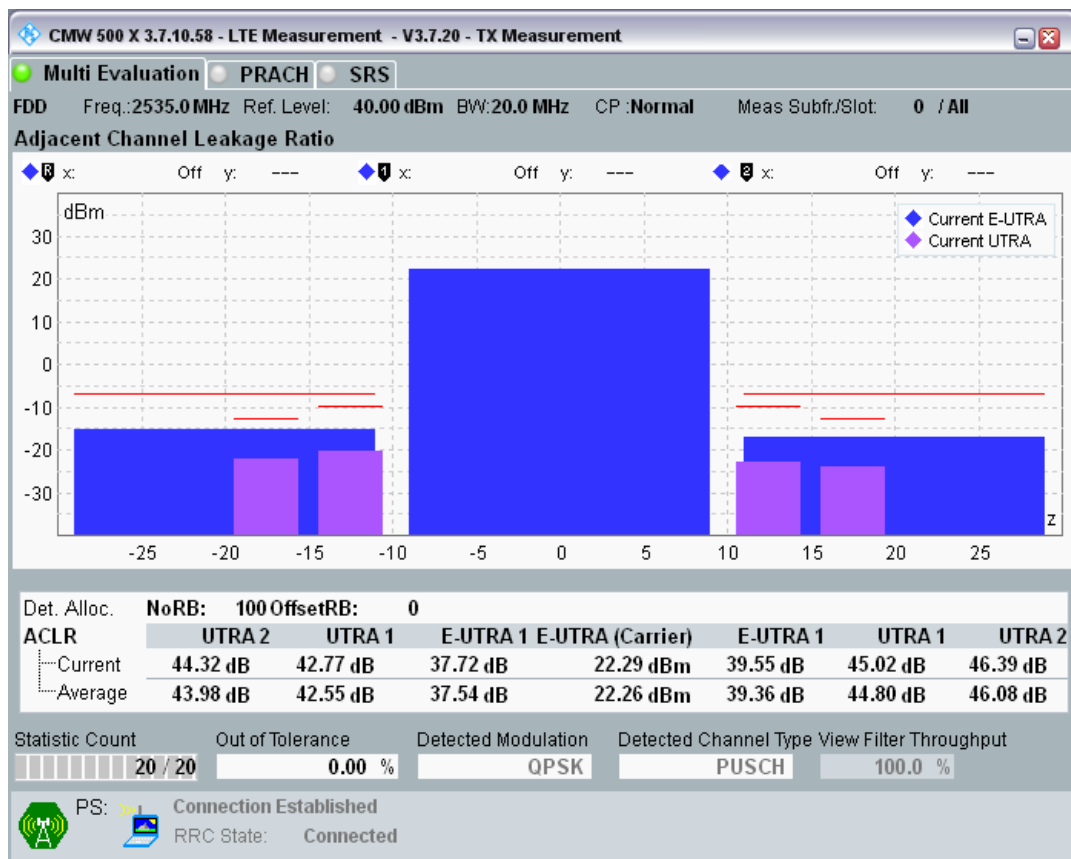 CMW 500 X 3.7.10.58 - LTE Measurement - V3.7.20 - TX Measurement
Multi Evaluation PRACH SRS
FDD Freq.:2535.0 MHz Ref. Level: 40.00 dBm BW:20.0 MHz CP :Normal Meas Subfr./Slot: 0 / All
Adjacent Channel Leakage Ratio
R x: Off y: --- 1 x: Off y: --- 2 x: Off y: ---
dBm
Current E-UTRA
Current UTRA
30
20
10
0
-10
-20
-30
z
-25 -20 -15 -10 -5 0 5 10 15 20 25
Det. Alloc. NoRB: 100 OffsetRB: 0
ACLR UTRA 2 UTRA 1 E-UTRA 1 E-UTRA (Carrier) E-UTRA 1 UTRA 1 UTRA 2
Current 44.32 dB 42.77 dB 37.72 dB 22.29 dBm 39.55 dB 45.02 dB 46.39 dB
Average 43.98 dB 42.55 dB 37.54 dB 22.26 dBm 39.36 dB 44.80 dB 46.08 dB
Statistic Count Out of Tolerance Detected Modulation Detected Channel Type View Filter Throughput
20 / 20 0.00 % QPSK PUSCH 100.0 %
PS: Connection Established
RRC State: Connected